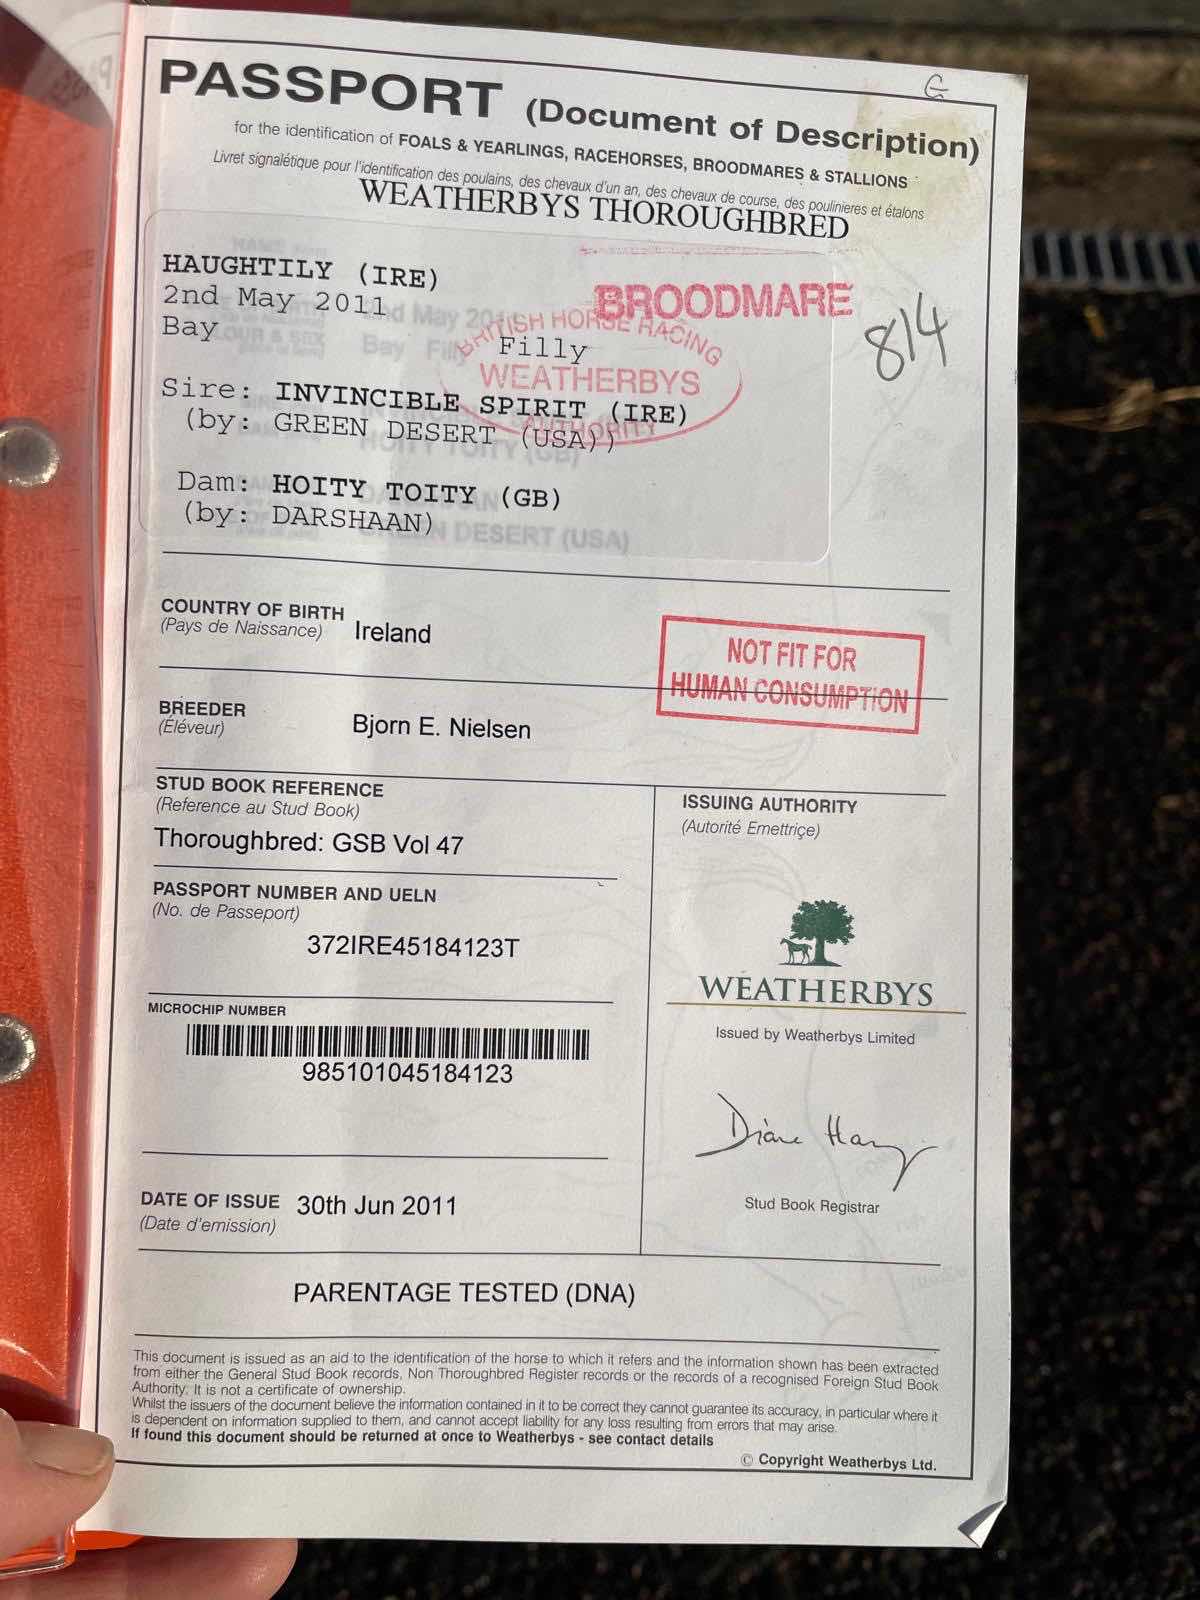 G
PASSPORT (Document of Description)
for the identification of FOALS & YEARLINGS, RACEHORSES, BROODMARES & STALLIONS
Livret signalétique pour l'identification des poulains, des chevaux d'un an, des chevaux de course, des poulinieres et étalons
WEATHERBYS THOROUGHBRED
HAUGHTILY (IRE)
2nd May 2011
Bay Filly
BROODMARE
814
BRITISH HORSE RACING
WEATHERBYS
AUTHORITY
Sire: INVINCIBLE SPIRIT (IRE)
(by: GREEN DESERT (USA))
Dam: HOITY TOITY (GB)
(by: DARSHAAN)
COUNTRY OF BIRTH
(Pays de Naissance) Ireland
NOT FIT FOR
HUMAN CONSUMPTION
BREEDER
(Éléveur) Bjorn E. Nielsen
STUD BOOK REFERENCE
(Reference au Stud Book)
Thoroughbred: GSB Vol 47
PASSPORT NUMBER AND UELN
(No. de Passeport)
372IRE45184123T
MICROCHIP NUMBER
985101045184123
DATE OF ISSUE 30th Jun 2011
(Date d'emission)
ISSUING AUTHORITY
(Autorité Emettriçe)
WEATHERBYS
Issued by Weatherbys Limited
Diane
Stud Book Registrar
PARENTAGE TESTED (DNA)
This document is issued as an aid to the identification of the horse to which it refers and the information shown has been extracted
from either the General Stud Book records, Non Thoroughbred Register records or the records of a recognised Foreign Stud Book
Authority. It is not a certificate of ownership.
Whilst the issuers of the document believe the information contained in it to be correct they cannot guarantee its accuracy, in particular where it
is dependent on information supplied to them, and cannot accept liability for any loss resulting from errors that may arise.
If found this document should be returned at once to Weatherbys - see contact details
© Copyright Weatherbys Ltd.